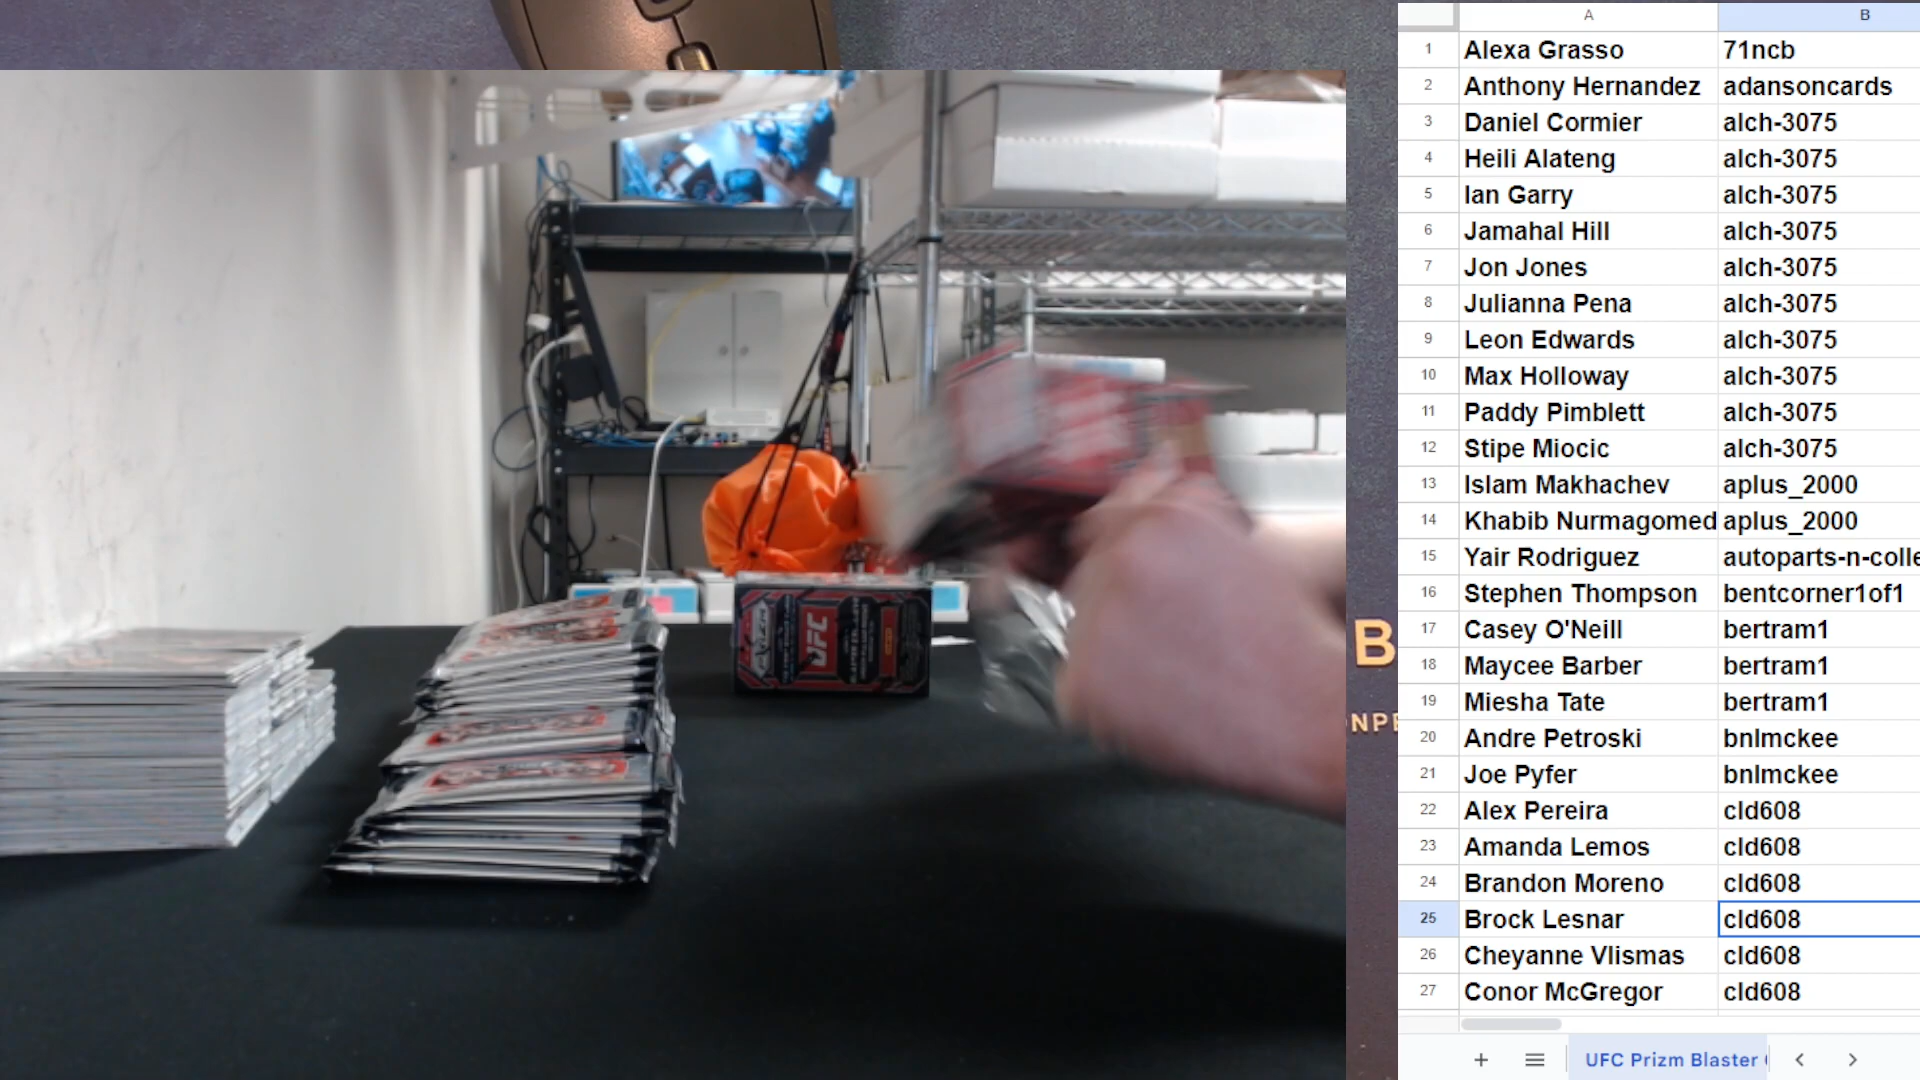 A B
1 Alexa Grasso 71ncb
2 Anthony Hernandez adansoncards
3 Daniel Cormier alch-3075
4 Heili Alateng alch-3075
5 Ian Garry alch-3075
6 Jamahal Hill alch-3075
7 Jon Jones alch-3075
8 Julianna Pena alch-3075
9 Leon Edwards alch-3075
10 Max Holloway alch-3075
11 Paddy Pimblett alch-3075
12 Stipe Miocic alch-3075
13 Islam Makhachev aplus_2000
14 Khabib Nurmagomed aplus_2000
15 Yair Rodriguez autoparts-n-colle
16 Stephen Thompson bentcorner1of1
17 Casey O'Neill bertram1
18 Maycee Barber bertram1
19 Miesha Tate bertram1
20 Andre Petroski bnlmckee
21 Joe Pyfer bnlmckee
22 Alex Pereira cld608
23 Amanda Lemos cld608
24 Brandon Moreno cld608
25 Brock Lesnar cld608
26 Cheyanne Vlismas cld608
27 Conor McGregor cld608
UFC Prizm Blaster
UFC
PRIZM
B
ONPE